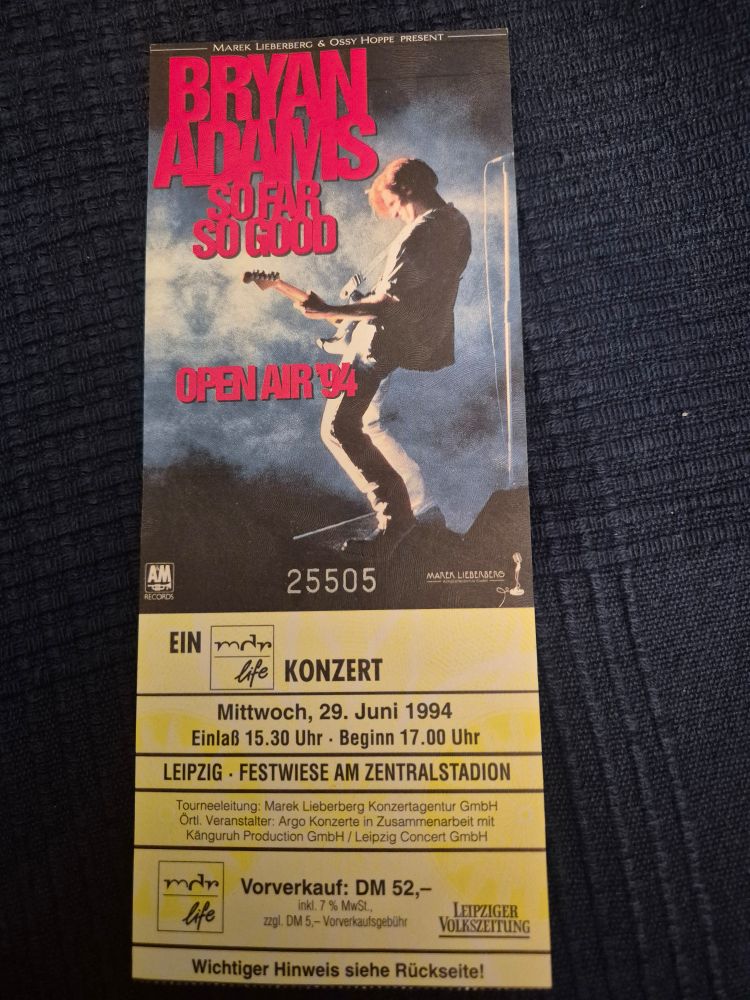 MAREK LIEBERBERG & OSSY HOPPE PRESENT
BRYAN
ADAMS
SO FAR
SO GOOD
OPEN AIR '94
A&M
RECORDS
25505
MAREK LIEBERBERG
EIN mdr life KONZERT
Mittwoch, 29. Juni 1994
Einlaß 15.30 Uhr · Beginn 17.00 Uhr
LEIPZIG · FESTWIESE AM ZENTRALSTADION
Tourneeleitung: Marek Lieberberg Konzertagentur GmbH
Örtl. Veranstalter: Argo Konzerte in Zusammenarbeit mit
Känguruh Production GmbH / Leipzig Concert GmbH
mdr
life
Vorverkauf: DM 52,–
inkl. 7 % MwSt.,
zzgl. DM 5,– Vorverkaufsgebühr
LEIPZIGER
VOLKSZEITUNG
Wichtiger Hinweis siehe Rückseite!